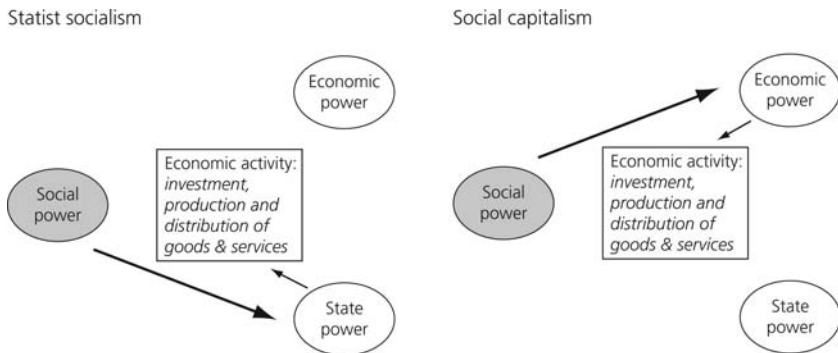 Statist socialism
Economic
power
Social
power
Economic activity:
investment,
production and
distribution of
goods & services
State
power
Social capitalism
Economic
power
Social
power
Economic activity:
investment,
production and
distribution of
goods & services
State
power